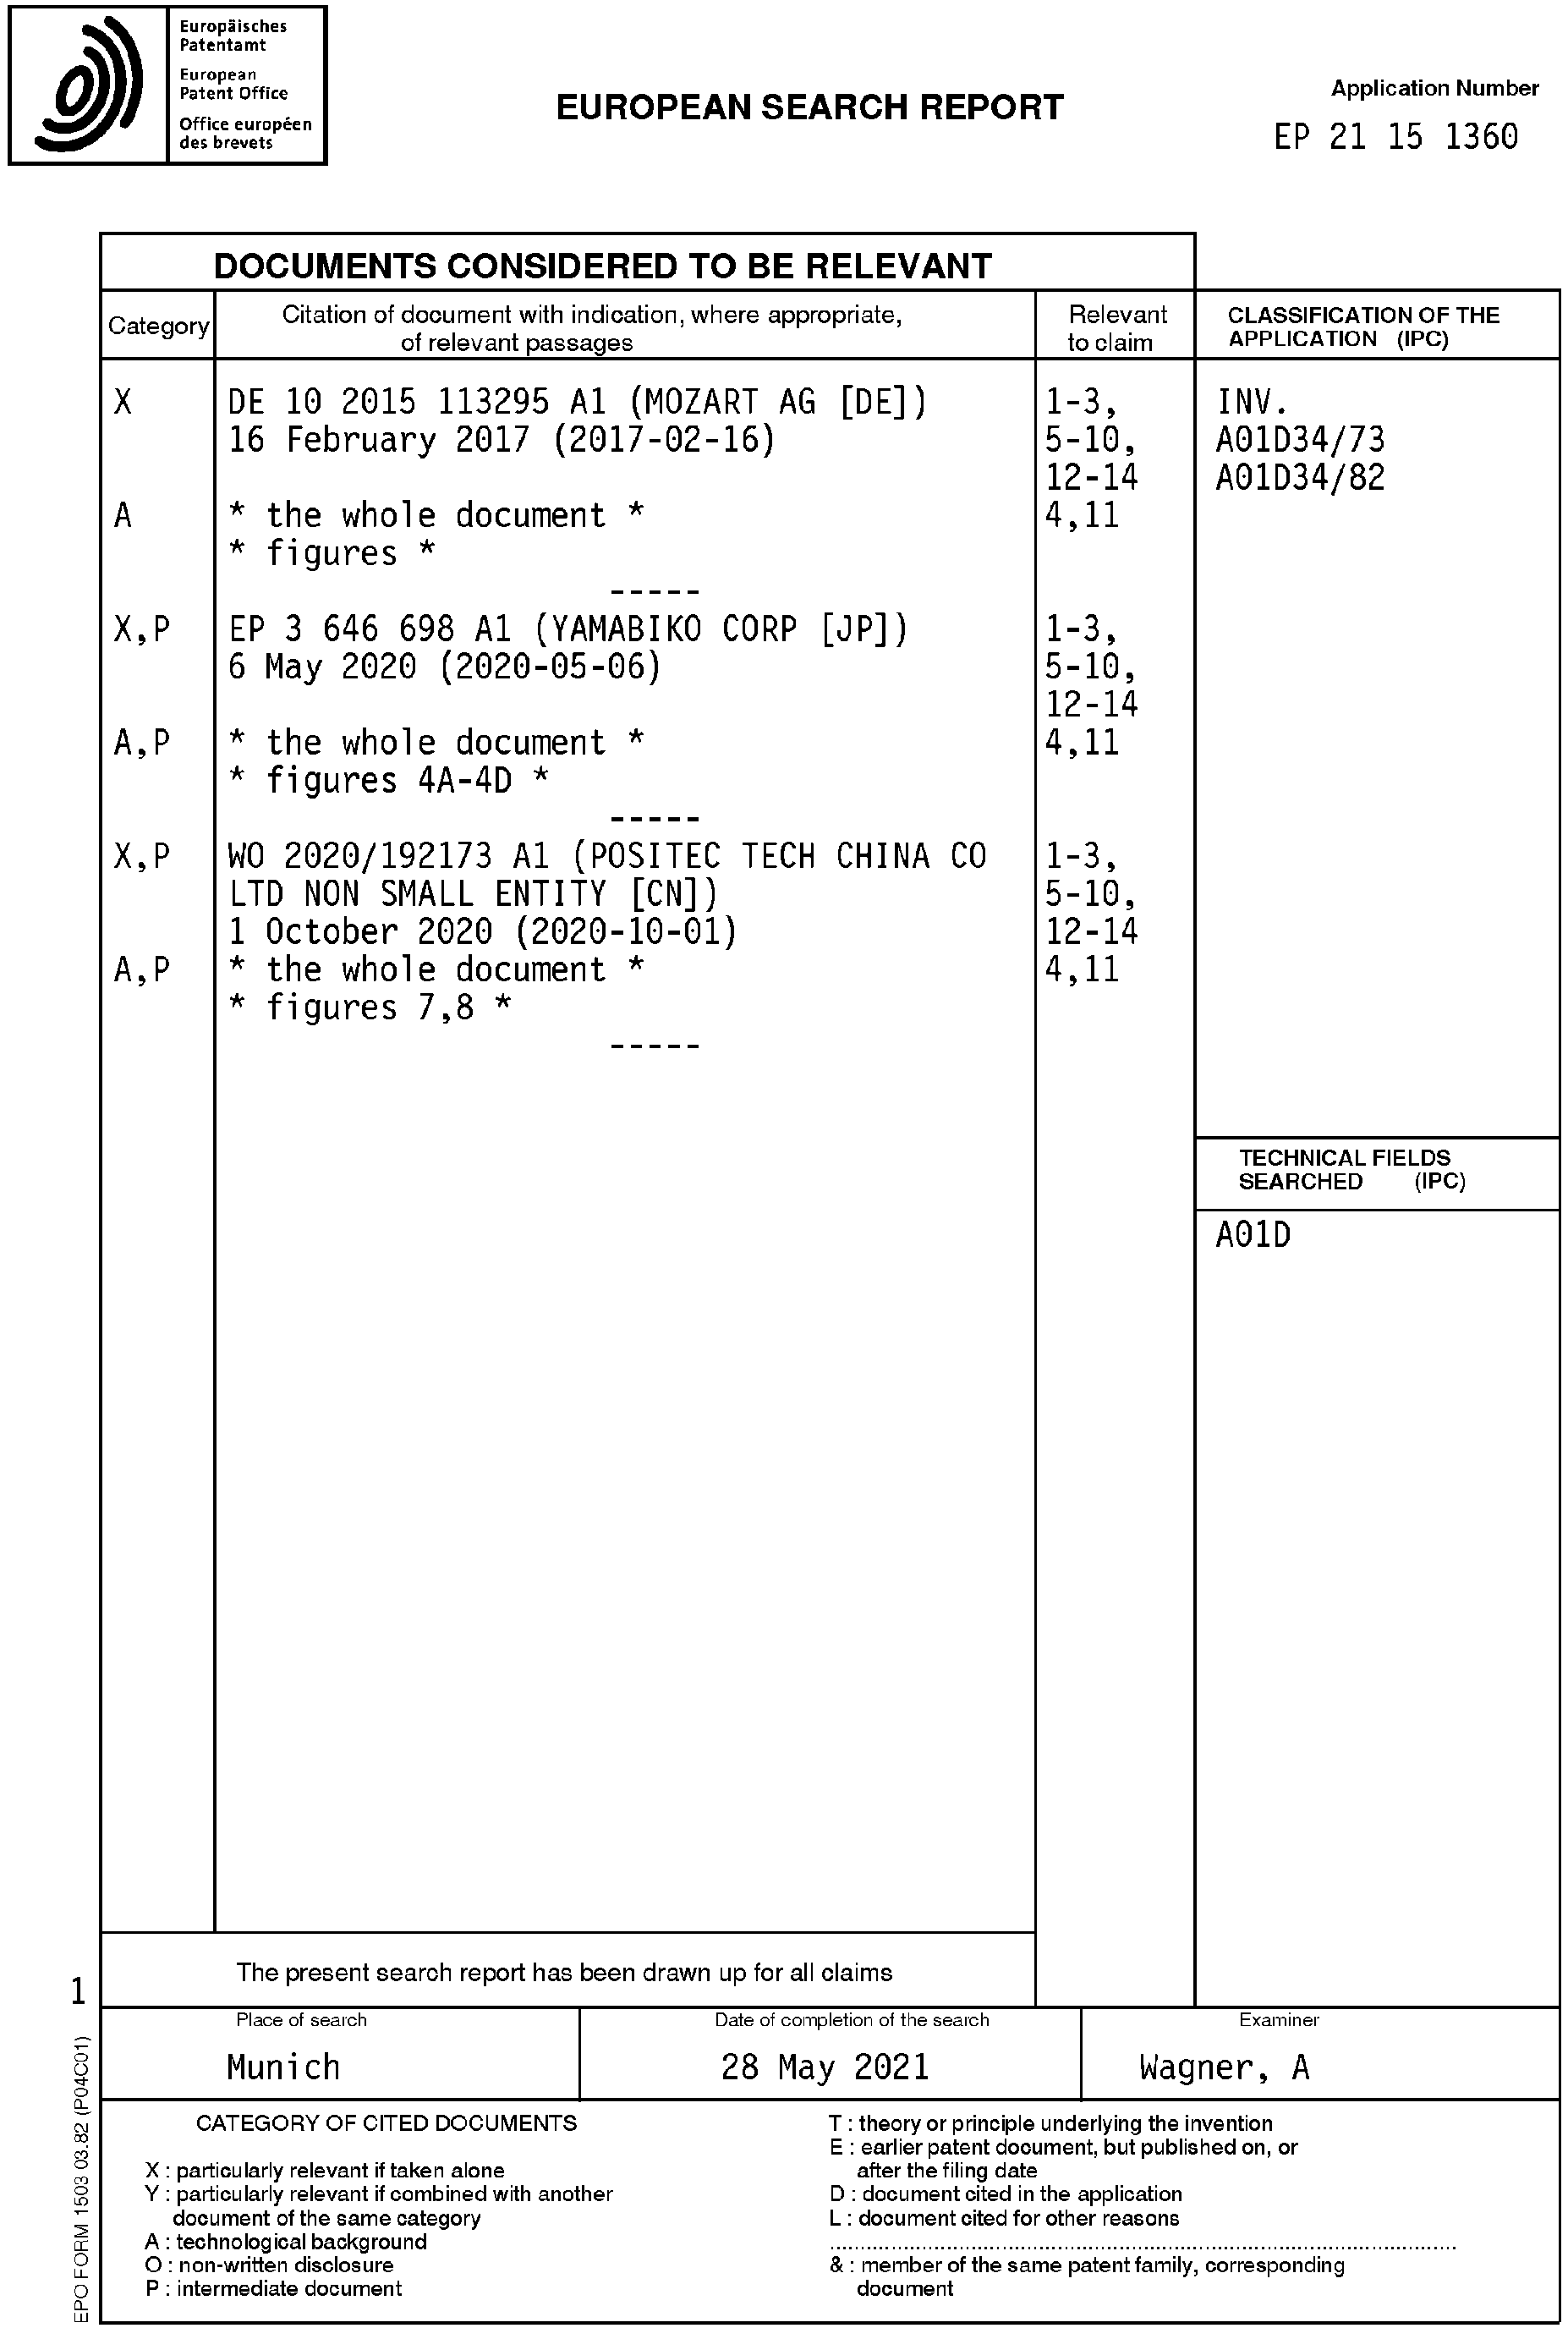 Europäisches
Patentamt
European
Patent Office
Office européen
des brevets
EUROPEAN SEARCH REPORT
Application Number
EP 21 15 1360
DOCUMENTS CONSIDERED TO BE RELEVANT
Category
Citation of document with indication, where appropriate,
of relevant passages
Relevant
to claim
CLASSIFICATION OF THE
APPLICATION (IPC)
X DE 10 2015 113295 A1 (MOZART AG [DE]) 1-3,
16 February 2017 (2017-02-16) 5-10,
12-14
A * the whole document * 4,11
* figures *
-----
X,P EP 3 646 698 A1 (YAMABIKO CORP [JP]) 1-3,
6 May 2020 (2020-05-06) 5-10,
12-14
A,P * the whole document * 4,11
* figures 4A-4D *
-----
X,P WO 2020/192173 A1 (POSITEC TECH CHINA CO 1-3,
LTD NON SMALL ENTITY [CN]) 5-10,
1 October 2020 (2020-10-01) 12-14
A,P * the whole document * 4,11
* figures 7,8 *
-----
INV.
A01D34/73
A01D34/82
TECHNICAL FIELDS
SEARCHED (IPC)
A01D
The present search report has been drawn up for all claims
1
Place of search
Munich
Date of completion of the search
28 May 2021
Examiner
Wagner, A
CATEGORY OF CITED DOCUMENTS
X : particularly relevant if taken alone
Y : particularly relevant if combined with another
document of the same category
A : technological background
O : non-written disclosure
P : intermediate document
T : theory or principle underlying the invention
E : earlier patent document, but published on, or
after the filing date
D : document cited in the application
L : document cited for other reasons
& : member of the same patent family, corresponding
document
EPO FORM 1503 03.82 (P04C01)